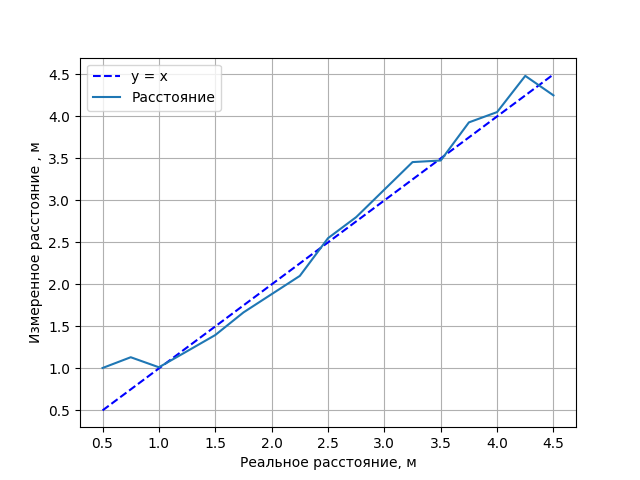 y = x
Расстояние
4.5
4.0
3.5
3.0
2.5
2.0
1.5
1.0
0.5
Измеренное расстояние , м
0.5 1.0 1.5 2.0 2.5 3.0 3.5 4.0 4.5
Реальное расстояние, м